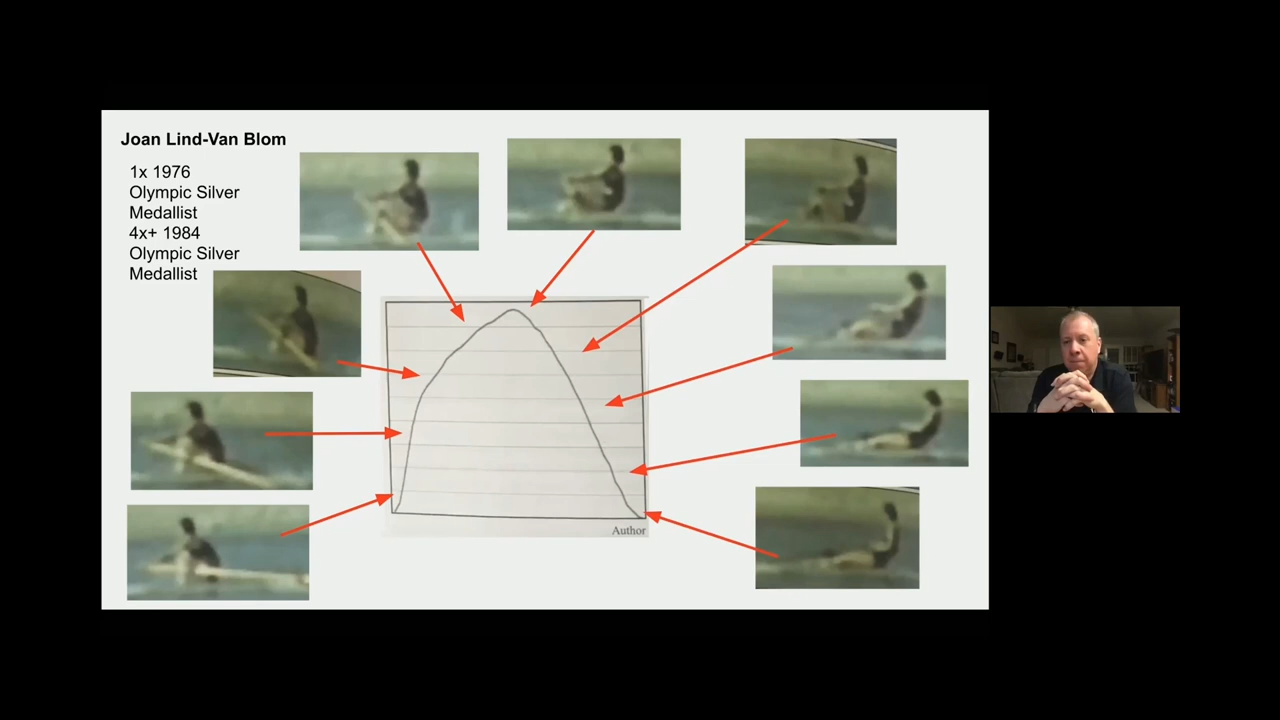 Joan Lind-Van Blom
1x 1976
Olympic Silver
Medallist
4x+ 1984
Olympic Silver
Medallist
Author